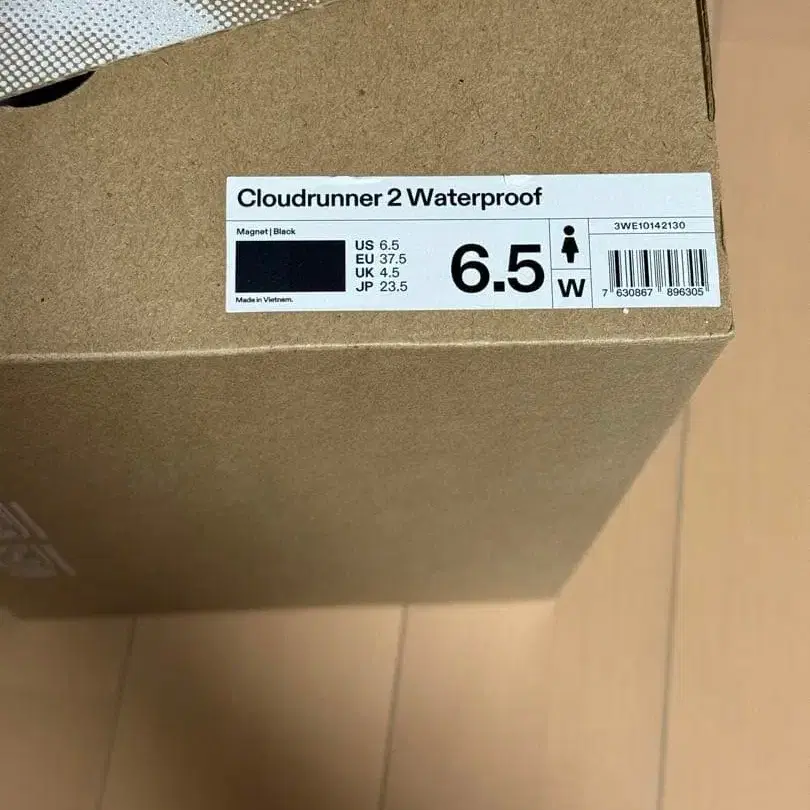 Cloudrunner 2 Waterproof
Magnet | Black
US 6.5
EU 37.5
UK 4.5
JP 23.5
Made in Vietnam.
6.5
W
3WE10142130
7 630867 896305